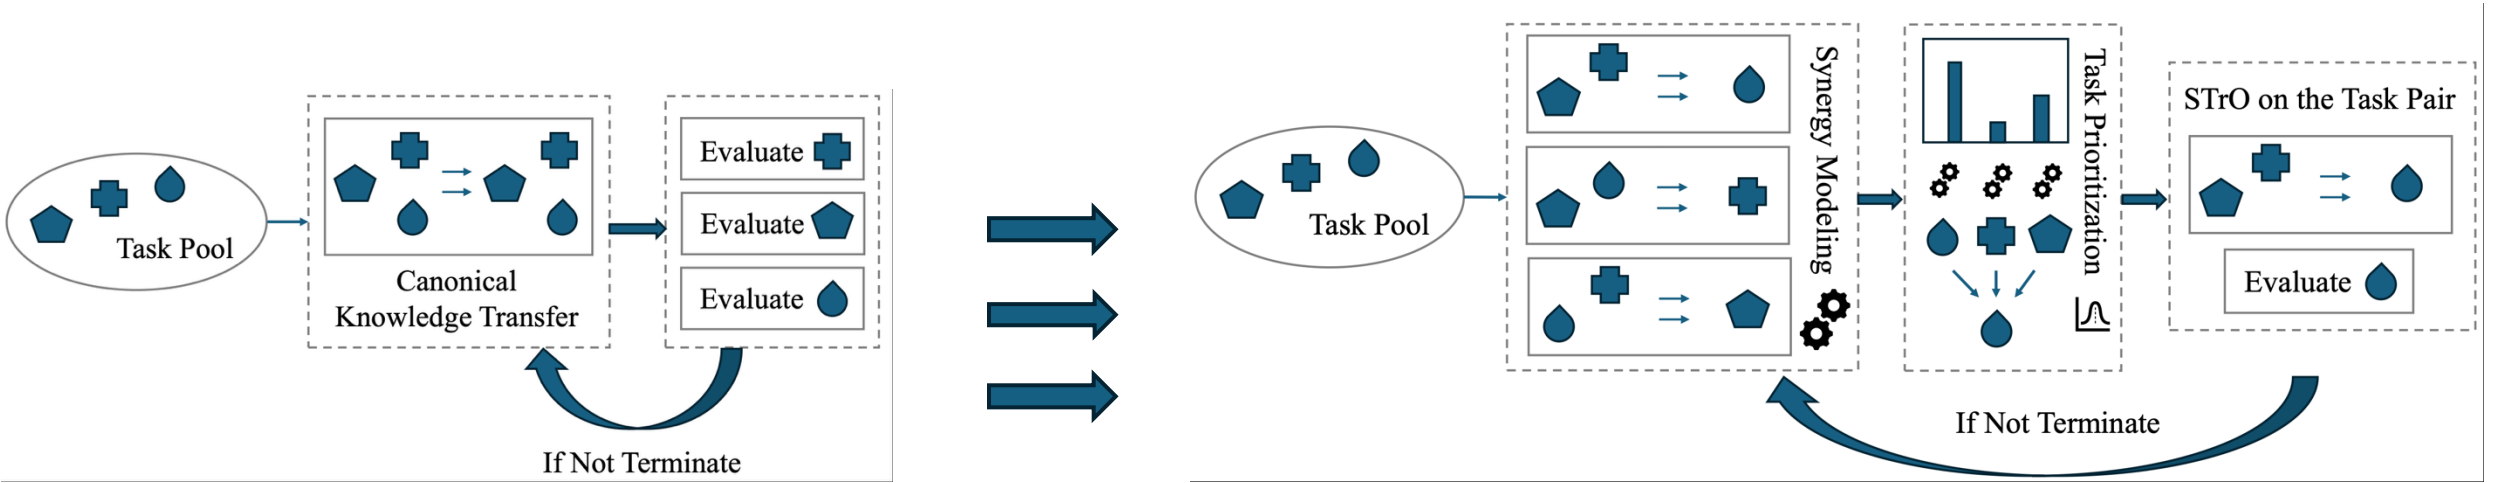 Task Pool
Canonical
Knowledge Transfer
Evaluate
Evaluate
Evaluate
If Not Terminate
Task Pool
Synergy Modeling
Task Prioritization
STrO on the Task Pair
Evaluate
If Not Terminate